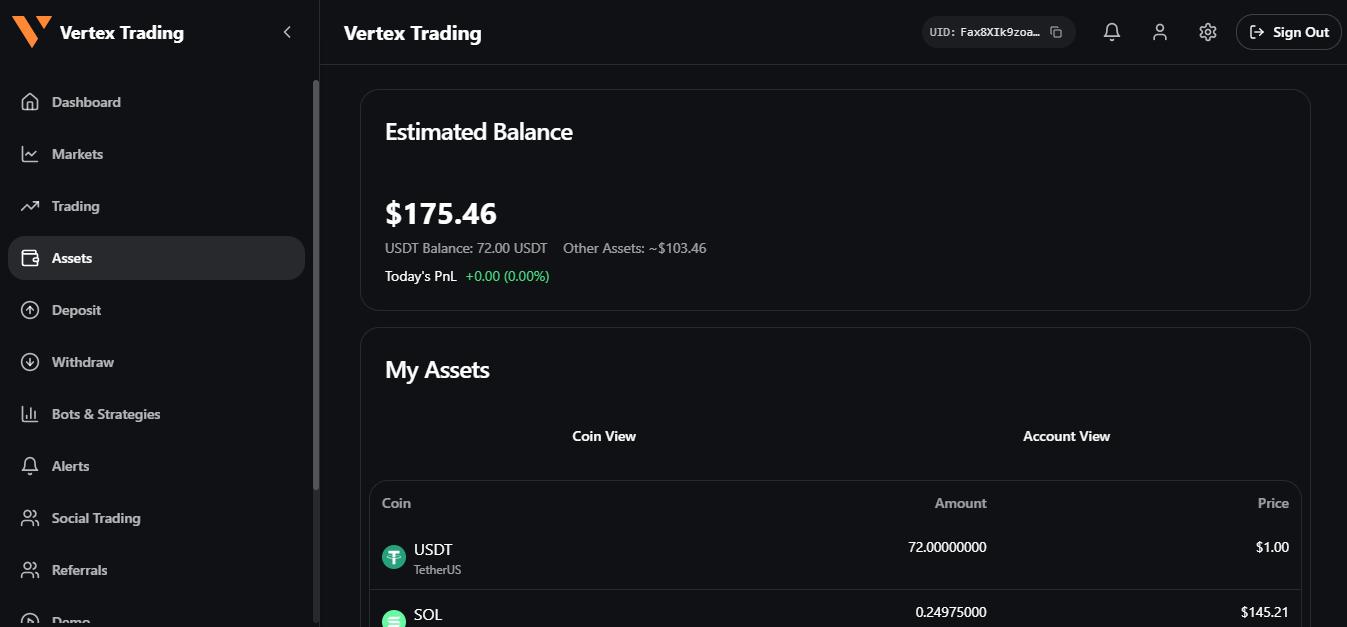 Vertex Trading
Dashboard
Markets
Trading
Assets
Deposit
Withdraw
Bots & Strategies
Alerts
Social Trading
Referrals
Demo
Vertex Trading
UID: Fax8XIk9zoa…
Sign Out
Estimated Balance
$175.46
USDT Balance: 72.00 USDT Other Assets: ~$103.46
Today's PnL +0.00 (0.00%)
My Assets
Coin View Account View
Coin Amount Price
USDT 72.00000000 $1.00
TetherUS
SOL 0.24975000 $145.21